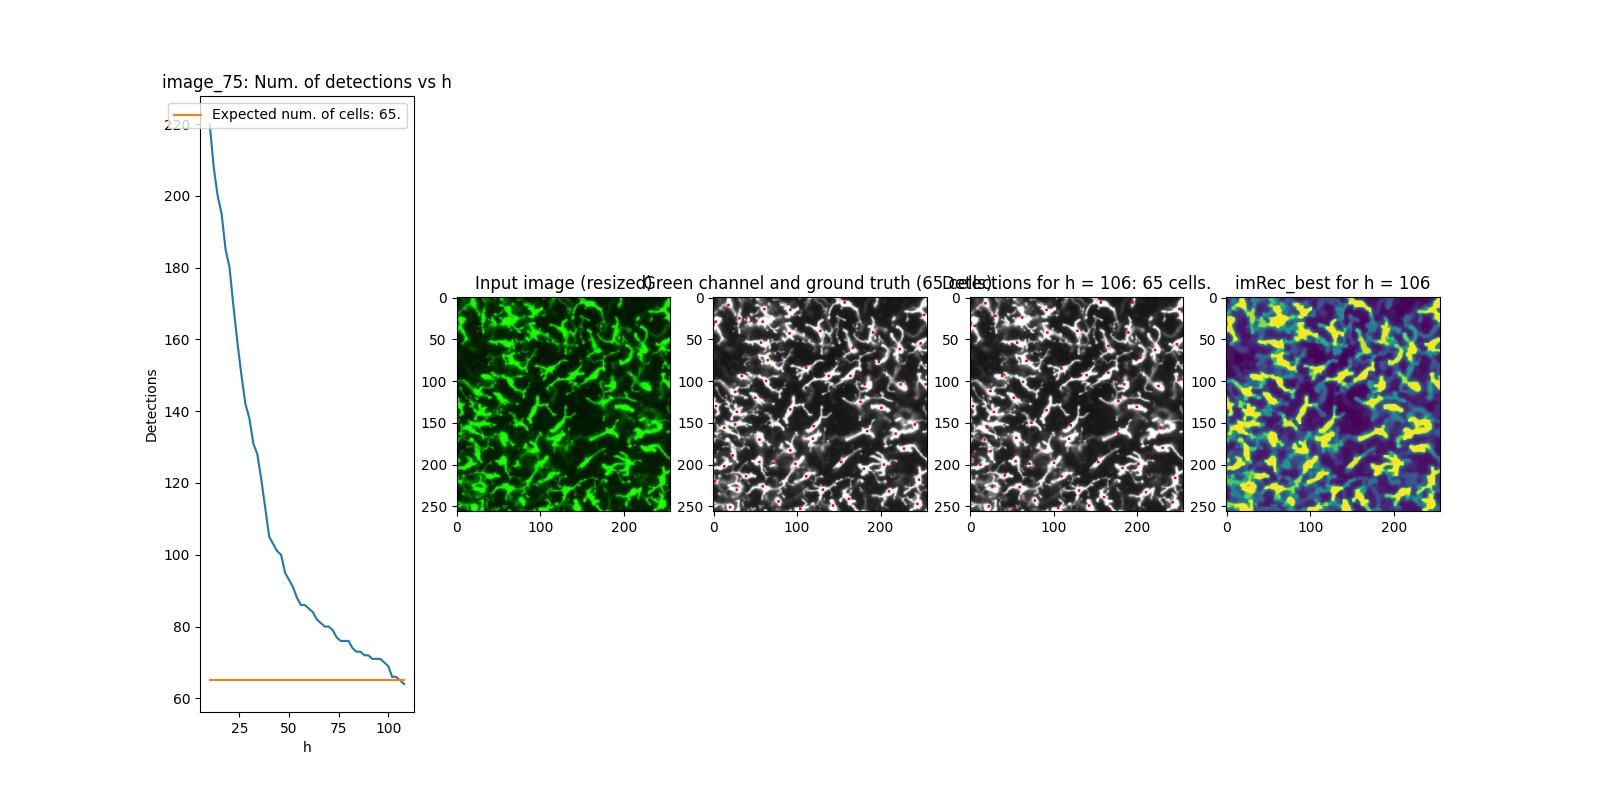 image_75: Num. of detections vs h
Expected num. of cells: 65.
220
200
180
160
140
120
100
80
60
Detections
25 50 75 100
h
Input image (resized)
0
50
100
150
200
250
0 100 200
Green channel and ground truth (65 cells).
0
50
100
150
200
250
0 100 200
Detections for h = 106: 65 cells.
0
50
100
150
200
250
0 100 200
imRec_best for h = 106
0
50
100
150
200
250
0 100 200